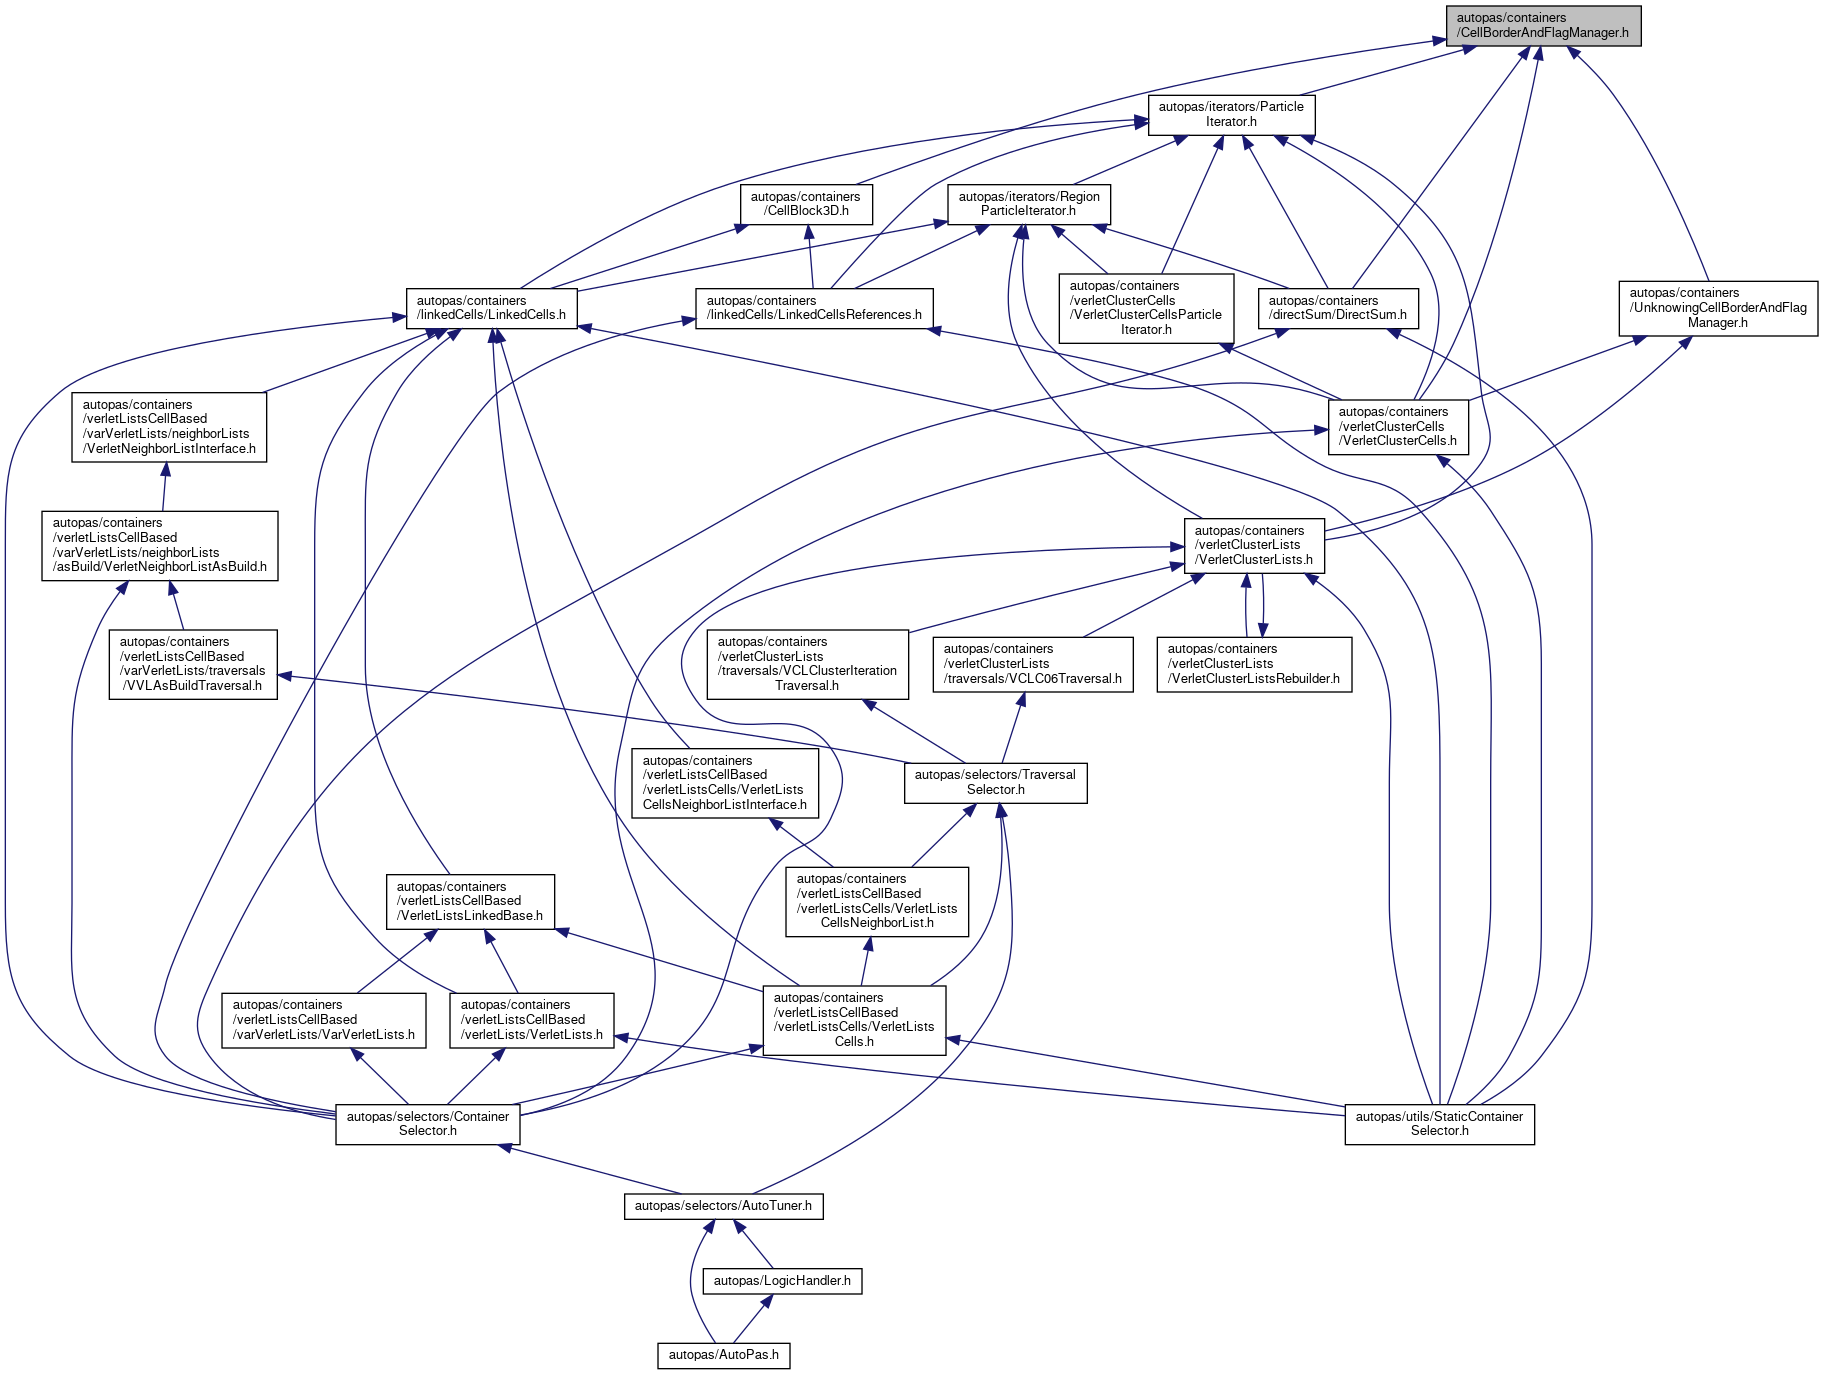 autopas/containers
/CellBorderAndFlagManager.h
autopas/iterators/Particle
Iterator.h
autopas/containers
/CellBlock3D.h
autopas/iterators/Region
ParticleIterator.h
autopas/containers
/linkedCells/LinkedCells.h
autopas/containers
/linkedCells/LinkedCellsReferences.h
autopas/containers
/verletClusterCells
/VerletClusterCellsParticle
Iterator.h
autopas/containers
/directSum/DirectSum.h
autopas/containers
/UnknowingCellBorderAndFlag
Manager.h
autopas/containers
/verletListsCellBased
/varVerletLists/neighborLists
/VerletNeighborListInterface.h
autopas/containers
/verletClusterCells
/VerletClusterCells.h
autopas/containers
/verletListsCellBased
/varVerletLists/neighborLists
/asBuild/VerletNeighborListAsBuild.h
autopas/containers
/verletClusterLists
/VerletClusterLists.h
autopas/containers
/verletListsCellBased
/varVerletLists/traversals
/VVLAsBuildTraversal.h
autopas/containers
/verletClusterLists
/traversals/VCLClusterIteration
Traversal.h
autopas/containers
/verletClusterLists
/traversals/VCLC06Traversal.h
autopas/containers
/verletClusterLists
/VerletClusterListsRebuilder.h
autopas/containers
/verletListsCellBased
/verletListsCells/VerletLists
CellsNeighborListInterface.h
autopas/selectors/Traversal
Selector.h
autopas/containers
/verletListsCellBased
/VerletListsLinkedBase.h
autopas/containers
/verletListsCellBased
/verletListsCells/VerletLists
CellsNeighborList.h
autopas/containers
/verletListsCellBased
/varVerletLists/VarVerletLists.h
autopas/containers
/verletListsCellBased
/verletLists/VerletLists.h
autopas/containers
/verletListsCellBased
/verletListsCells/VerletLists
Cells.h
autopas/selectors/Container
Selector.h
autopas/utils/StaticContainer
Selector.h
autopas/selectors/AutoTuner.h
autopas/LogicHandler.h
autopas/AutoPas.h